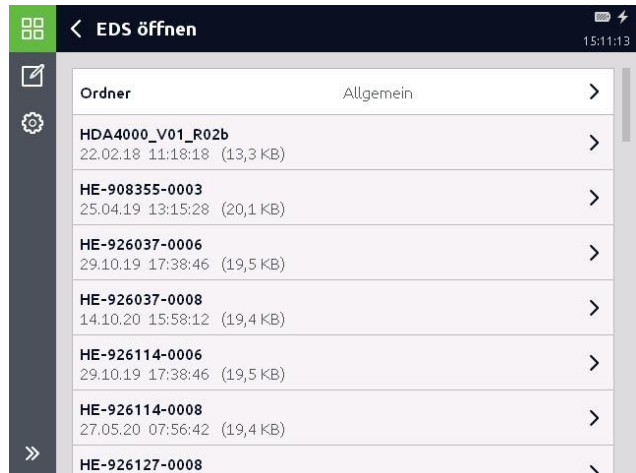 EDS öffnen
15:11:13
Ordner Allgemein
HDA4000_V01_R02b
22.02.18 11:18:18 (13,3 KB)
HE-908355-0003
25.04.19 13:15:28 (20,1 KB)
HE-926037-0006
29.10.19 17:38:46 (19,5 KB)
HE-926037-0008
14.10.20 15:58:12 (19,4 KB)
HE-926114-0006
29.10.19 17:38:46 (19,5 KB)
HE-926114-0008
27.05.20 07:56:42 (19,4 KB)
HE-926127-0008